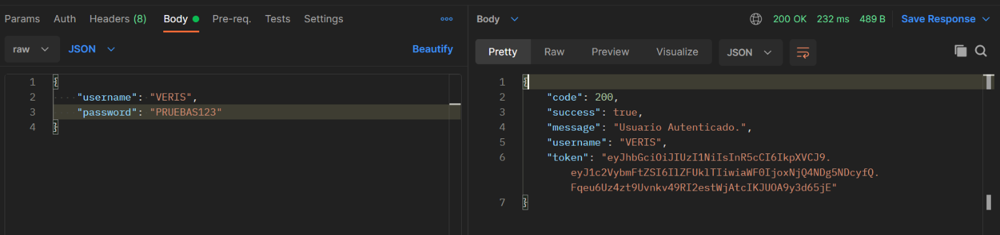 Params Auth Headers (8) Body Pre-req. Tests Settings
raw JSON Beautify
1 {
2 "username": "VERIS",
3 "password": "PRUEBAS123"
4 }
Body 200 OK 232 ms 489 B Save Response
Pretty Raw Preview Visualize JSON
1 {
2 "code": 200,
3 "success": true,
4 "message": "Usuario Autenticado.",
5 "username": "VERIS",
6 "token": "eyJhbGciOiJIUzI1NiIsInR5cCI6IkpXVCJ9.
eyJ1c2VybmFtZSI6IlZFUklTIiwiaWF0IjoxNjQ4NDg5NDcyfQ.
Fqeu6Uz4zt9Uvnkv49RI2estWjAtcIKJUOA9y3d65jE"
7 }